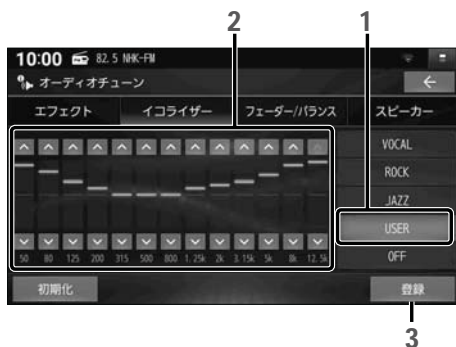 2
1
10:00 82.5 NHK-FM
オーディオチューン
エフェクト
イコライザー
フェーダー/バランス
スピーカー
VOCAL
ROCK
JAZZ
USER
OFF
50 80 125 200 315 500 800 1.25k 2k 3.15k 5k 8k 12.5k
初期化
登録
3